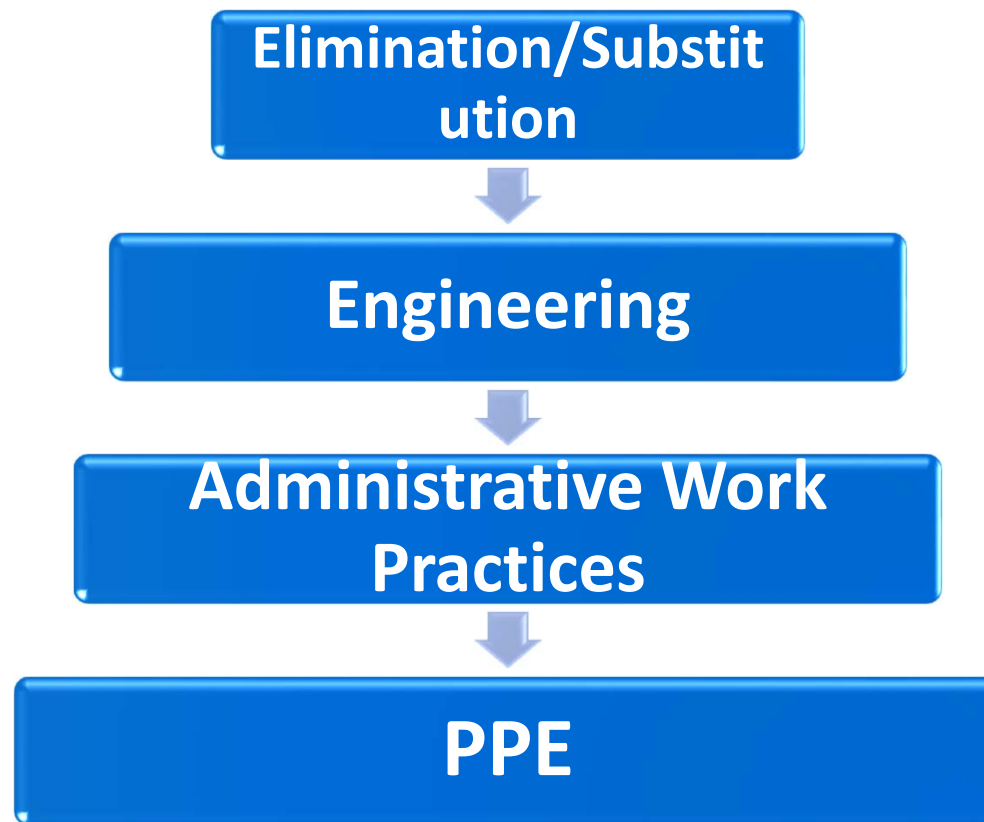 Elimination/Substit
ution
Engineering
Administrative Work
Practices
PPE